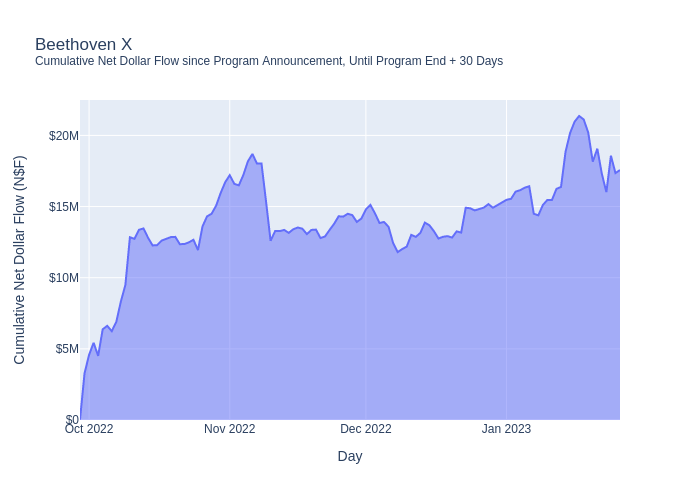 Beethoven X
Cumulative Net Dollar Flow since Program Announcement, Until Program End + 30 Days
Cumulative Net Dollar Flow (N$F)
$20M
$15M
$10M
$5M
$0
Oct 2022 Nov 2022 Dec 2022 Jan 2023
Day